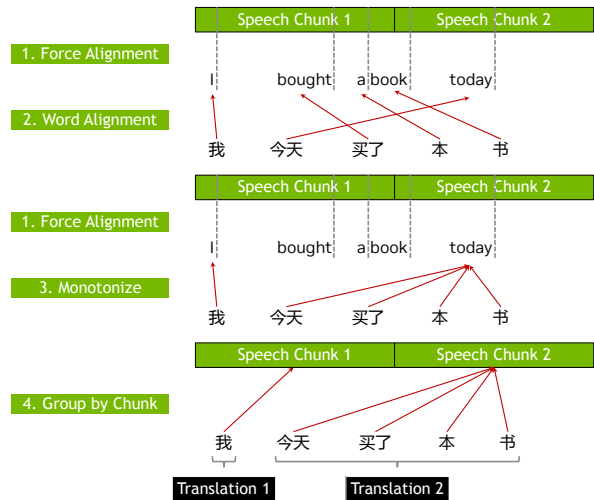 Speech Chunk 1 Speech Chunk 2
1. Force Alignment
I bought a book today
2. Word Alignment
我 今天 买了 本 书
Speech Chunk 1 Speech Chunk 2
1. Force Alignment
I bought a book today
3. Monotonize
我 今天 买了 本 书
Speech Chunk 1 Speech Chunk 2
4. Group by Chunk
我 今天 买了 本 书
Translation 1 Translation 2